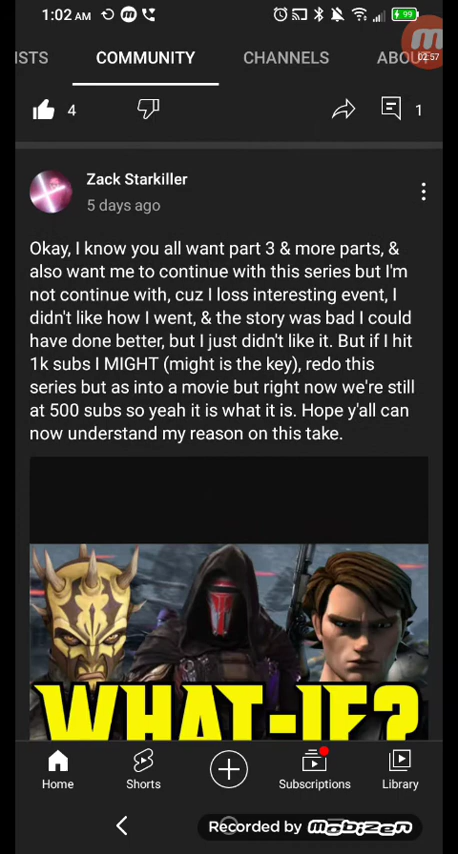 1:02 AM
99
02:57
ISTS COMMUNITY CHANNELS ABOUT
4 1
Zack Starkiller
5 days ago
Okay, I know you all want part 3 & more parts, &
also want me to continue with this series but I'm
not continue with, cuz I loss interesting event, I
didn't like how I went, & the story was bad I could
have done better, but I just didn't like it. But if I hit
1k subs I MIGHT (might is the key), redo this
series but as into a movie but right now we're still
at 500 subs so yeah it is what it is. Hope y'all can
now understand my reason on this take.
WHAT-IF?
Home Shorts Subscriptions Library
Recorded by mobizen